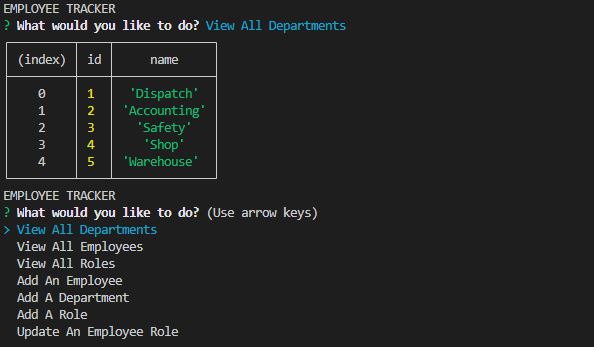 EMPLOYEE TRACKER
? What would you like to do? View All Departments
(index) id name
0 1 'Dispatch'
1 2 'Accounting'
2 3 'Safety'
3 4 'Shop'
4 5 'Warehouse'
EMPLOYEE TRACKER
? What would you like to do? (Use arrow keys)
> View All Departments
View All Employees
View All Roles
Add An Employee
Add A Department
Add A Role
Update An Employee Role